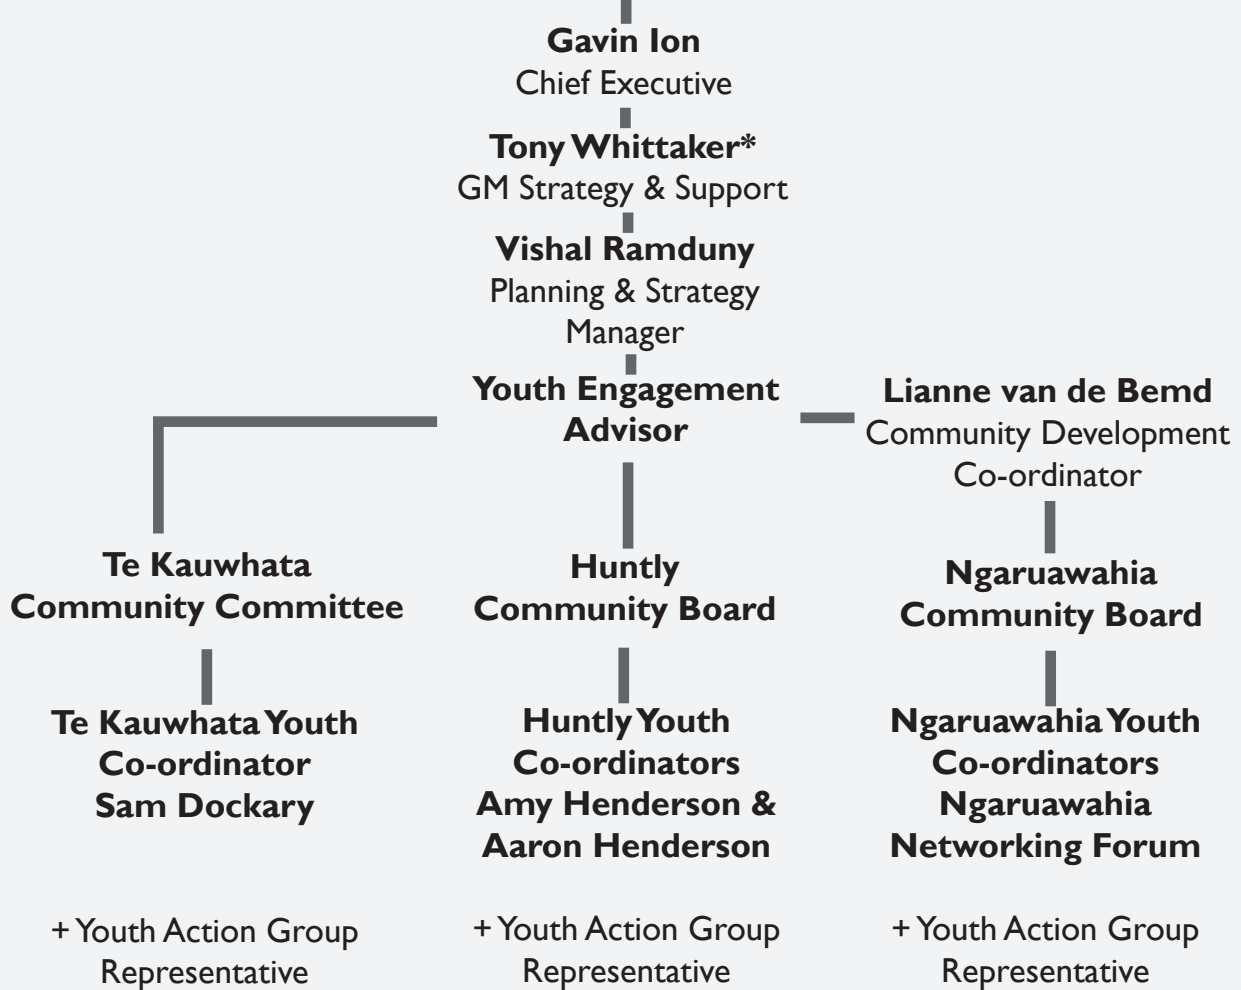 Gavin Ion
Chief Executive
Tony Whittaker*
GM Strategy & Support
Vishal Ramduny
Planning & Strategy
Manager
Youth Engagement
Advisor
Lianne van de Bemd
Community Development
Co-ordinator
Te Kauwhata
Community Committee
Huntly
Community Board
Ngaruawahia
Community Board
Te Kauwhata Youth
Co-ordinator
Sam Dockary
Huntly Youth
Co-ordinators
Amy Henderson &
Aaron Henderson
Ngaruawahia Youth
Co-ordinators
Ngaruawahia
Networking Forum
+ Youth Action Group
Representative
+ Youth Action Group
Representative
+ Youth Action Group
Representative